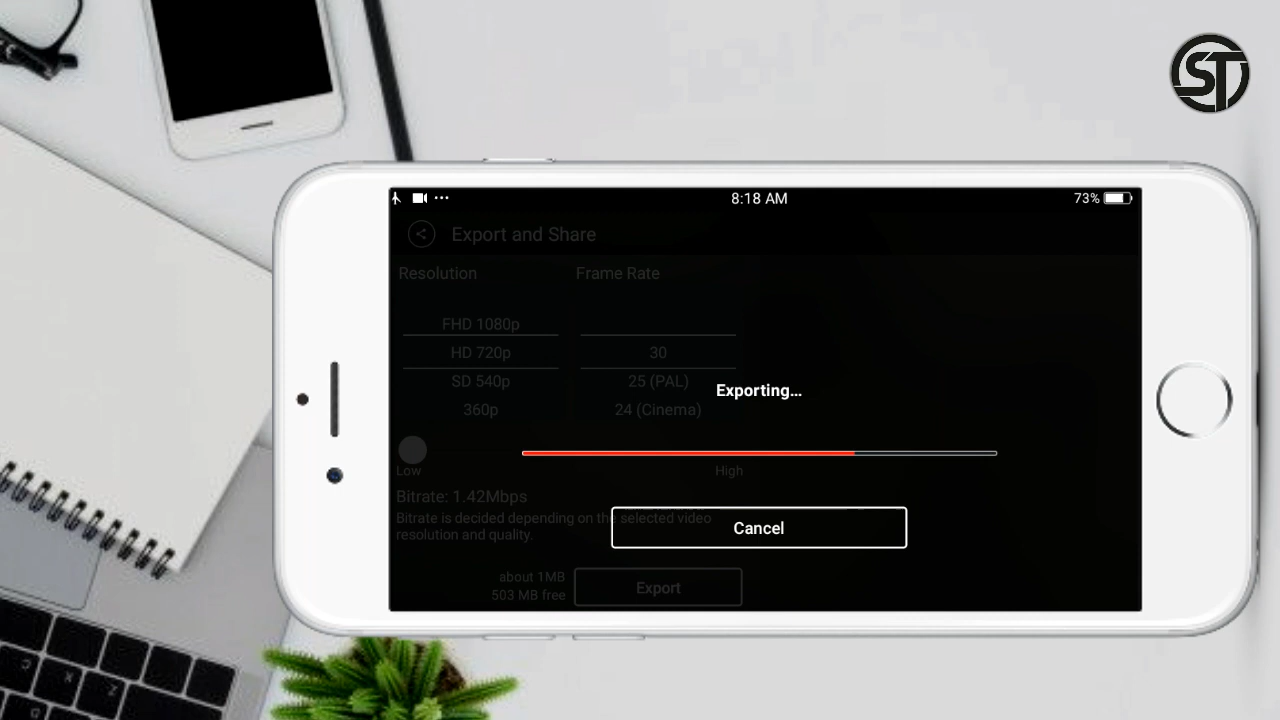 ST
8:18 AM
73%
Export and Share
Resolution
Frame Rate
FHD 1080p
HD 720p
30
SD 540p
25 (PAL)
Exporting...
360p
24 (Cinema)
Low
High
Bitrate: 1.42Mbps
Bitrate is decided depending on the selected video
resolution and quality.
Cancel
about 1MB
503 MB free
Export
C
X
Z
D